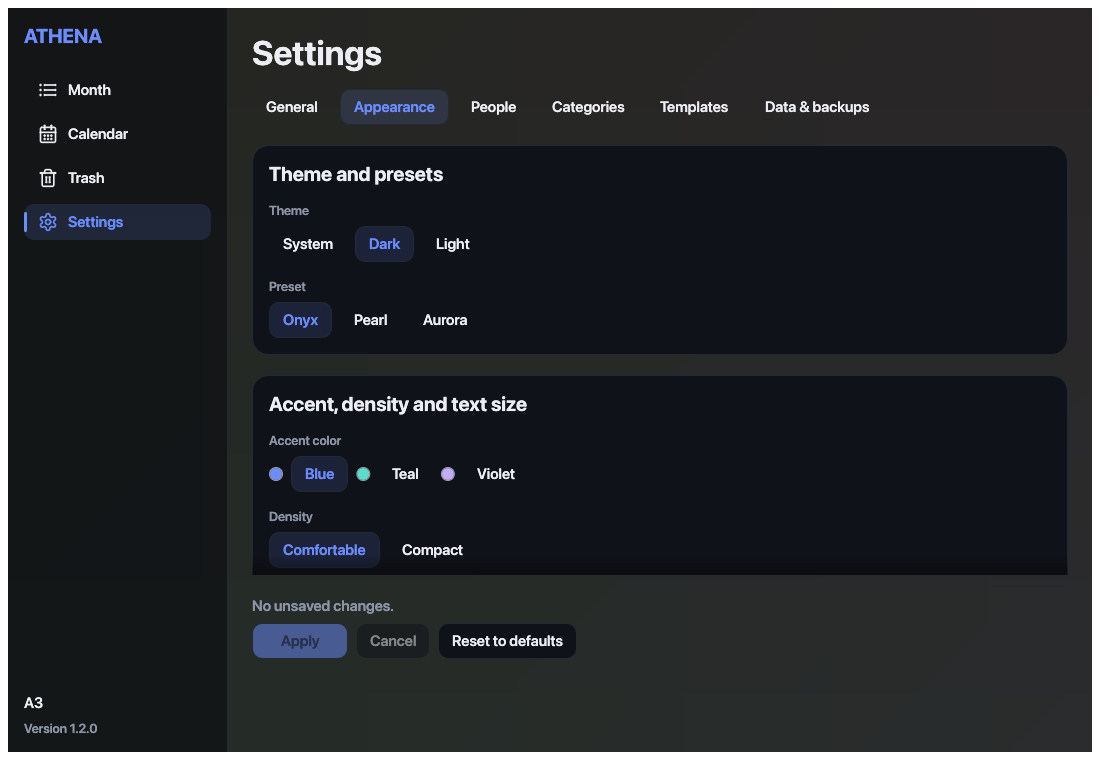 ATHENA
Month
Calendar
Trash
Settings
A3
Version 1.2.0
Settings
General Appearance People Categories Templates Data & backups
Theme and presets
Theme
System Dark Light
Preset
Onyx Pearl Aurora
Accent, density and text size
Accent color
Blue Teal Violet
Density
Comfortable Compact
No unsaved changes.
Apply Cancel Reset to defaults